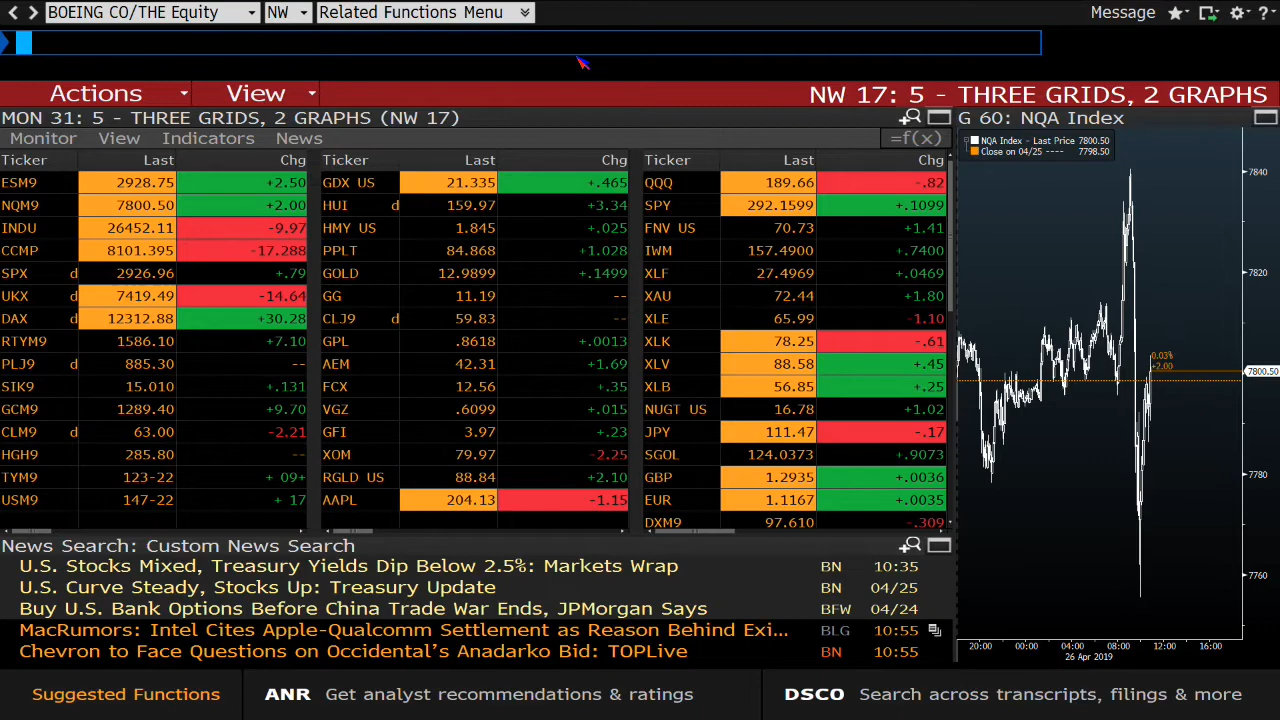 BOEING CO/THE Equity NW Related Functions Menu Message ?
Actions View NW 17: 5 - THREE GRIDS, 2 GRAPHS
MON 31: 5 - THREE GRIDS, 2 GRAPHS (NW 17) G 60: NQA Index
Monitor View Indicators News =f(x)
Ticker Last Chg Ticker Last Chg Ticker Last Chg
ESM9 2928.75 +2.50 GDX US 21.335 +.465 QQQ 189.66 -.82
NQM9 7800.50 +2.00 HUI d 159.97 +3.34 SPY 292.1599 +.1099
INDU 26452.11 -9.97 HMY US 1.845 +.025 FNV US 70.73 +1.41
CCMP 8101.395 -17.288 PPLT 84.868 +1.028 IWM 157.4900 +.7400
SPX d 2926.96 +.79 GOLD 12.9899 +.1499 XLF 27.4969 +.0469
UKX d 7419.49 -14.64 GG 11.19 -- XAU 72.44 +1.80
DAX d 12312.88 +30.28 CLJ9 d 59.83 -- XLE 65.99 -1.10
RTYM9 1586.10 +7.10 GPL .8618 +.0013 XLK 78.25 -.61
PLJ9 d 885.30 -- AEM 42.31 +1.69 XLV 88.58 +.45
SIK9 15.010 +.131 FCX 12.56 +.35 XLB 56.85 +.25
GCM9 1289.40 +9.70 VGZ .6099 +.015 NUGT US 16.78 +1.02
CLM9 d 63.00 -2.21 GFI 3.97 +.23 JPY 111.47 -.17
HGH9 285.80 -- XOM 79.97 -2.25 SGOL 124.0373 +.9073
TYM9 123-22 + 09+ RGLD US 88.84 +2.10 GBP 1.2935 +.0036
USM9 147-22 + 17 AAPL 204.13 -1.15 EUR 1.1167 +.0035
DXM9 97.610 -.309
NQA Index - Last Price 7800.50
Close on 04/25 ---- 7798.50
7840
7820
0.03%
+2.00
7800.50
7780
7760
20:00 00:00 04:00 08:00 12:00 16:00
26 Apr 2019
News Search: Custom News Search
U.S. Stocks Mixed, Treasury Yields Dip Below 2.5%: Markets Wrap BN 10:35
U.S. Curve Steady, Stocks Up: Treasury Update BN 04/25
Buy U.S. Bank Options Before China Trade War Ends, JPMorgan Says BFW 04/24
MacRumors: Intel Cites Apple-Qualcomm Settlement as Reason Behind Exi... BLG 10:55
Chevron to Face Questions on Occidental's Anadarko Bid: TOPLive BN 10:55
Suggested Functions ANR Get analyst recommendations & ratings DSCO Search across transcripts, filings & more